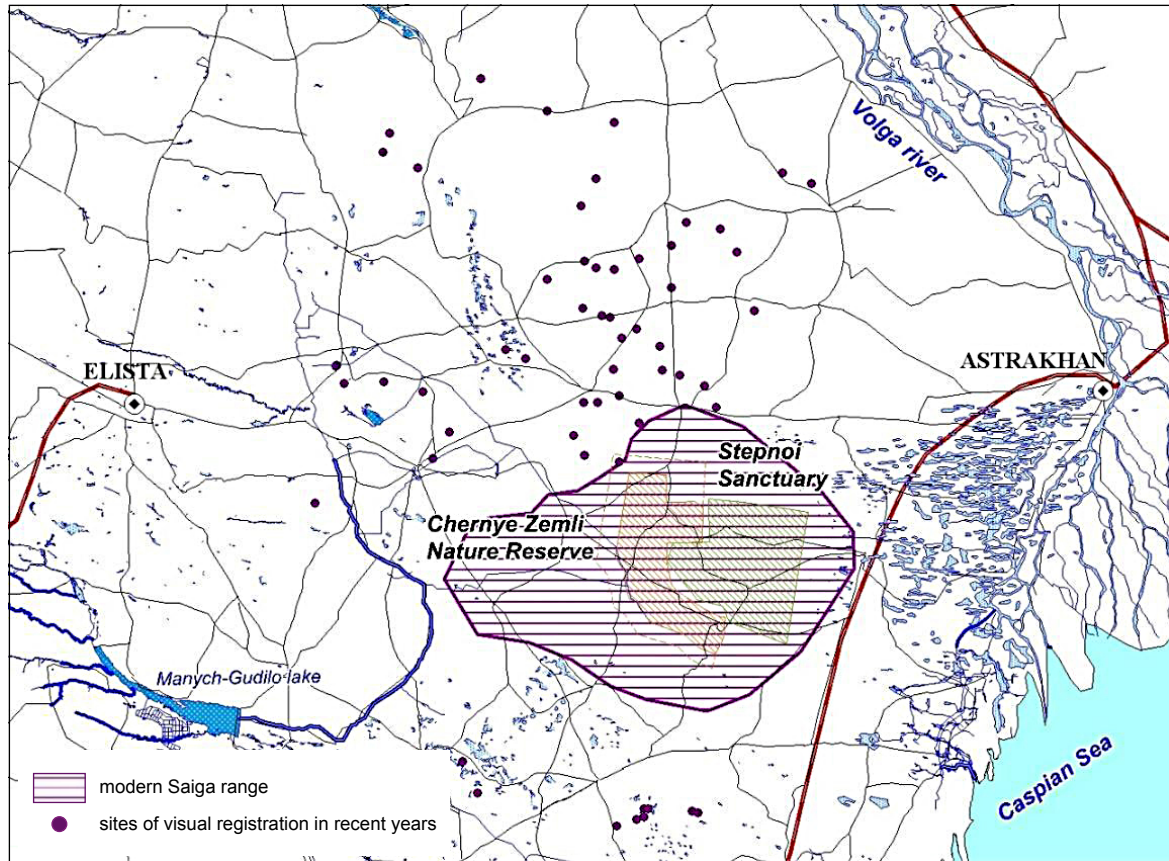 Volga river
ELISTA
ASTRAKHAN
Stepnoi
Sanctuary
Chernye Zemli
Nature Reserve
Manych-Gudilo lake
Caspian Sea
modern Saiga range
sites of visual registration in recent years